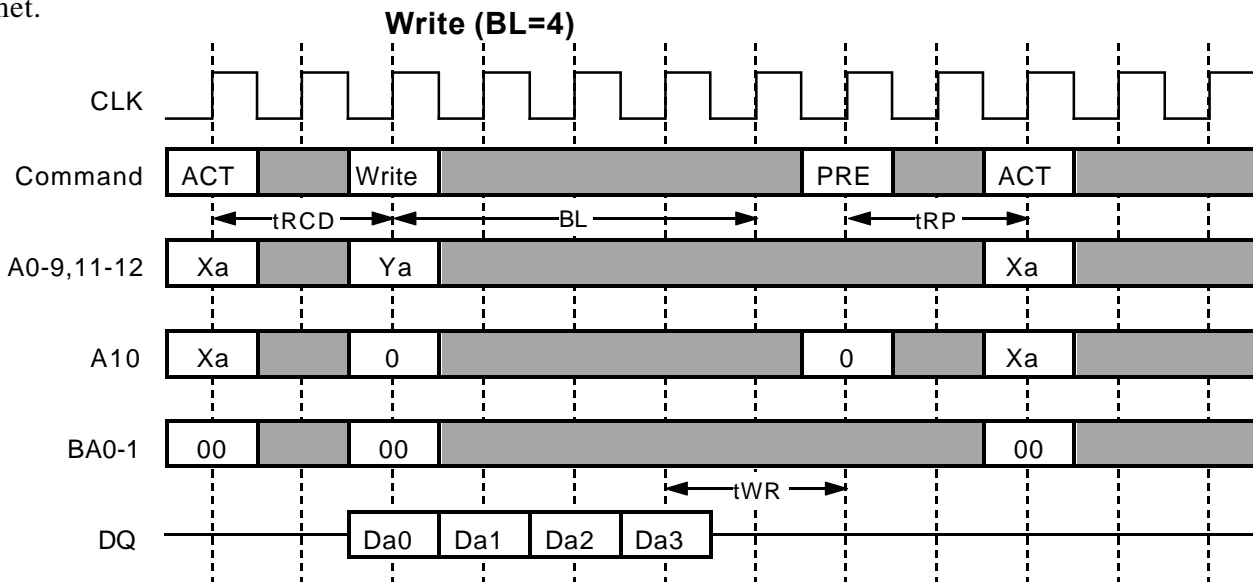 net.
Write (BL=4)
CLK
Command ACT Write PRE ACT
tRCD BL tRP
A0-9,11-12 Xa Ya Xa
A10 Xa 0 0 Xa
BA0-1 00 00 00
tWR
DQ Da0 Da1 Da2 Da3